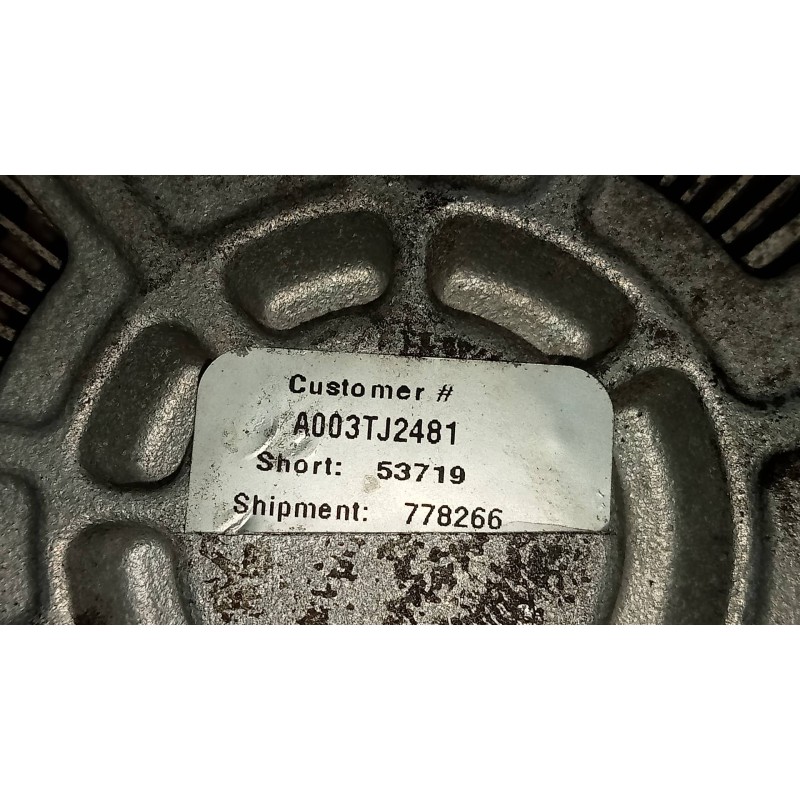 Customer #
A003TJ2481
Short: 53719
Shipment: 778266